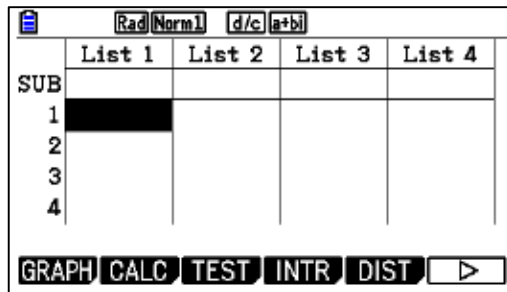 Rad Norm1 d/c a+bi
List 1 List 2 List 3 List 4
SUB
1
2
3
4
GRAPH CALC TEST INTR DIST ▷